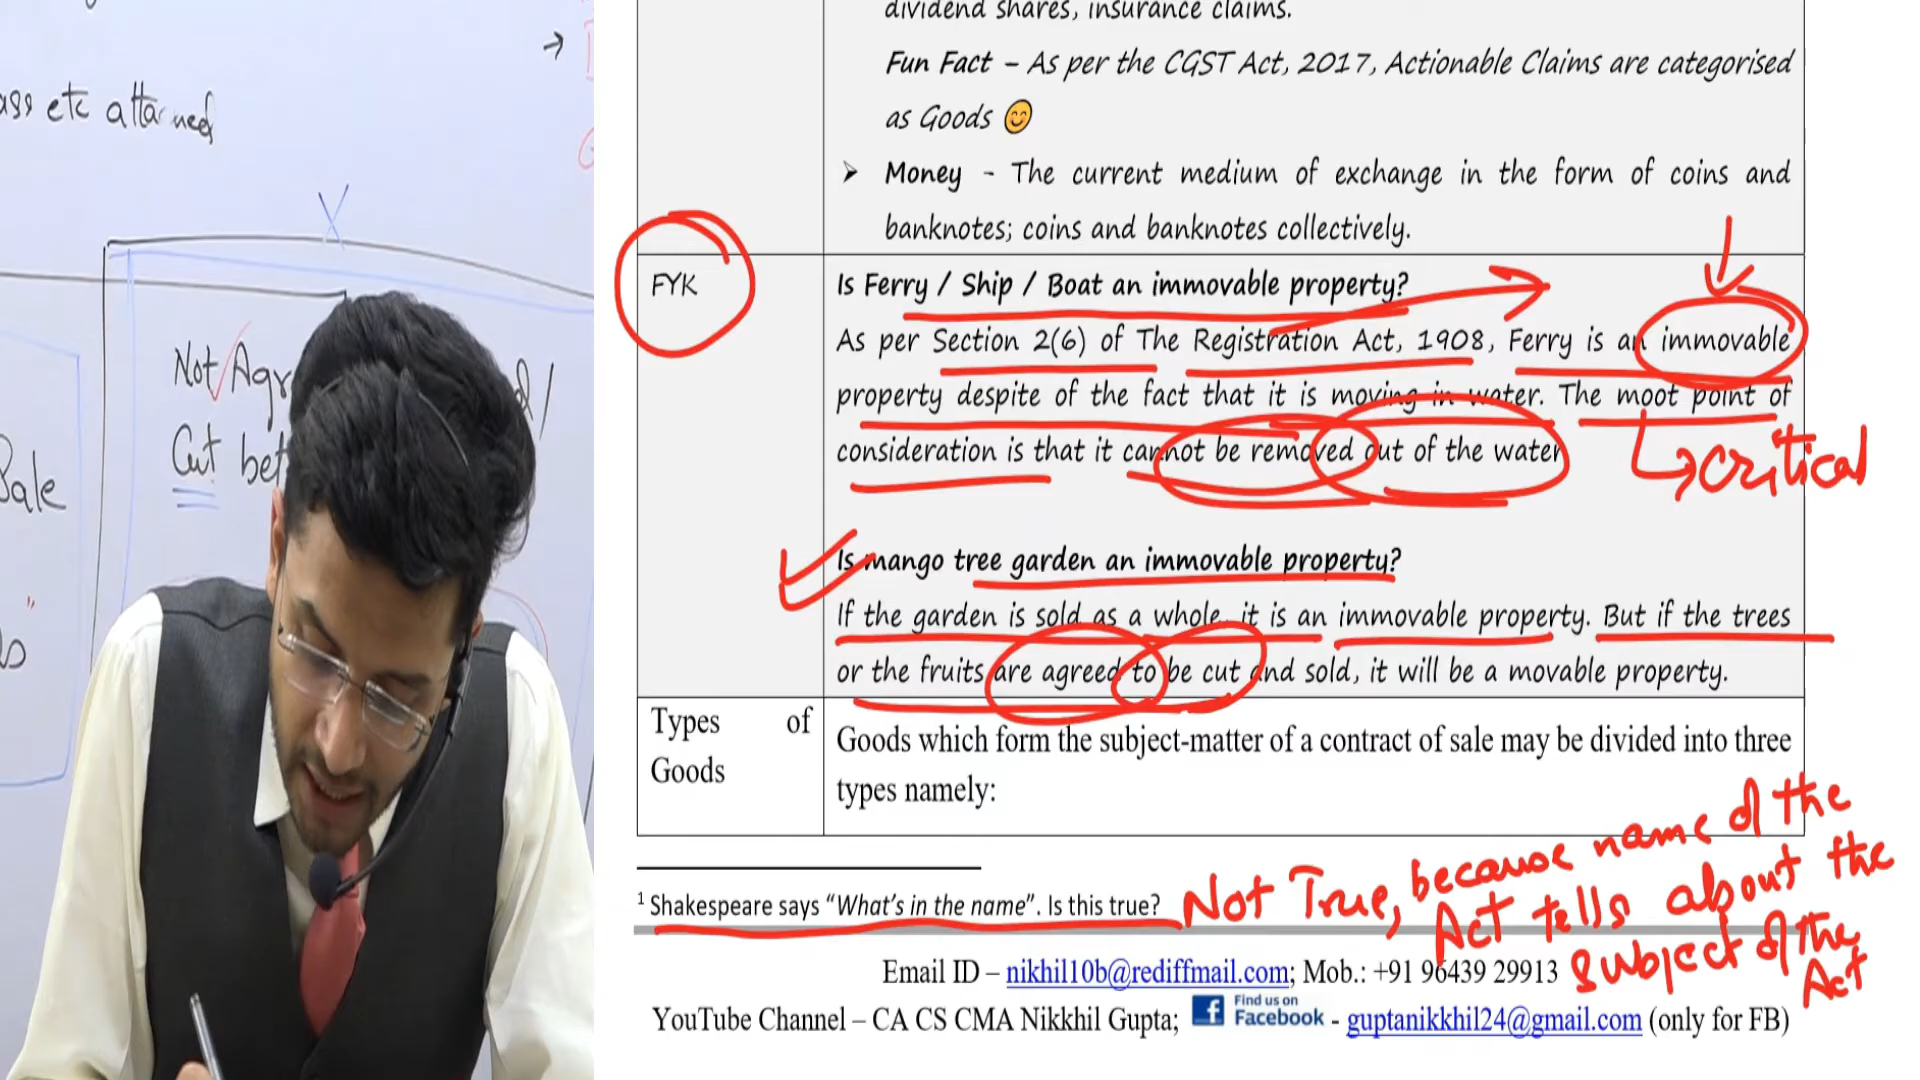 ass etc attained
Not Agr
Cut bet
Sale
dividend shares, insurance claims.
Fun Fact – As per the CGST Act, 2017, Actionable Claims are categorised
as Goods 😊
➢ Money - The current medium of exchange in the form of coins and
banknotes; coins and banknotes collectively.
FYK
Is Ferry / Ship / Boat an immovable property?
As per Section 2(6) of The Registration Act, 1908, Ferry is an immovable
property despite of the fact that it is moving in water. The moot point of
consideration is that it cannot be removed out of the water
critical
Is mango tree garden an immovable property?
If the garden is sold as a whole, it is an immovable property. But if the trees
or the fruits are agreed to be cut and sold, it will be a movable property.
Types of
Goods
Goods which form the subject-matter of a contract of sale may be divided into three
types namely:
1 Shakespeare says “What’s in the name”. Is this true?
Not True, because name of the
Act tells about the
subject of the
Act
Email ID – nikhil10b@rediffmail.com; Mob.: +91 96439 29913
YouTube Channel – CA CS CMA Nikkhil Gupta; Find us on
Facebook - guptanikkhil24@gmail.com (only for FB)